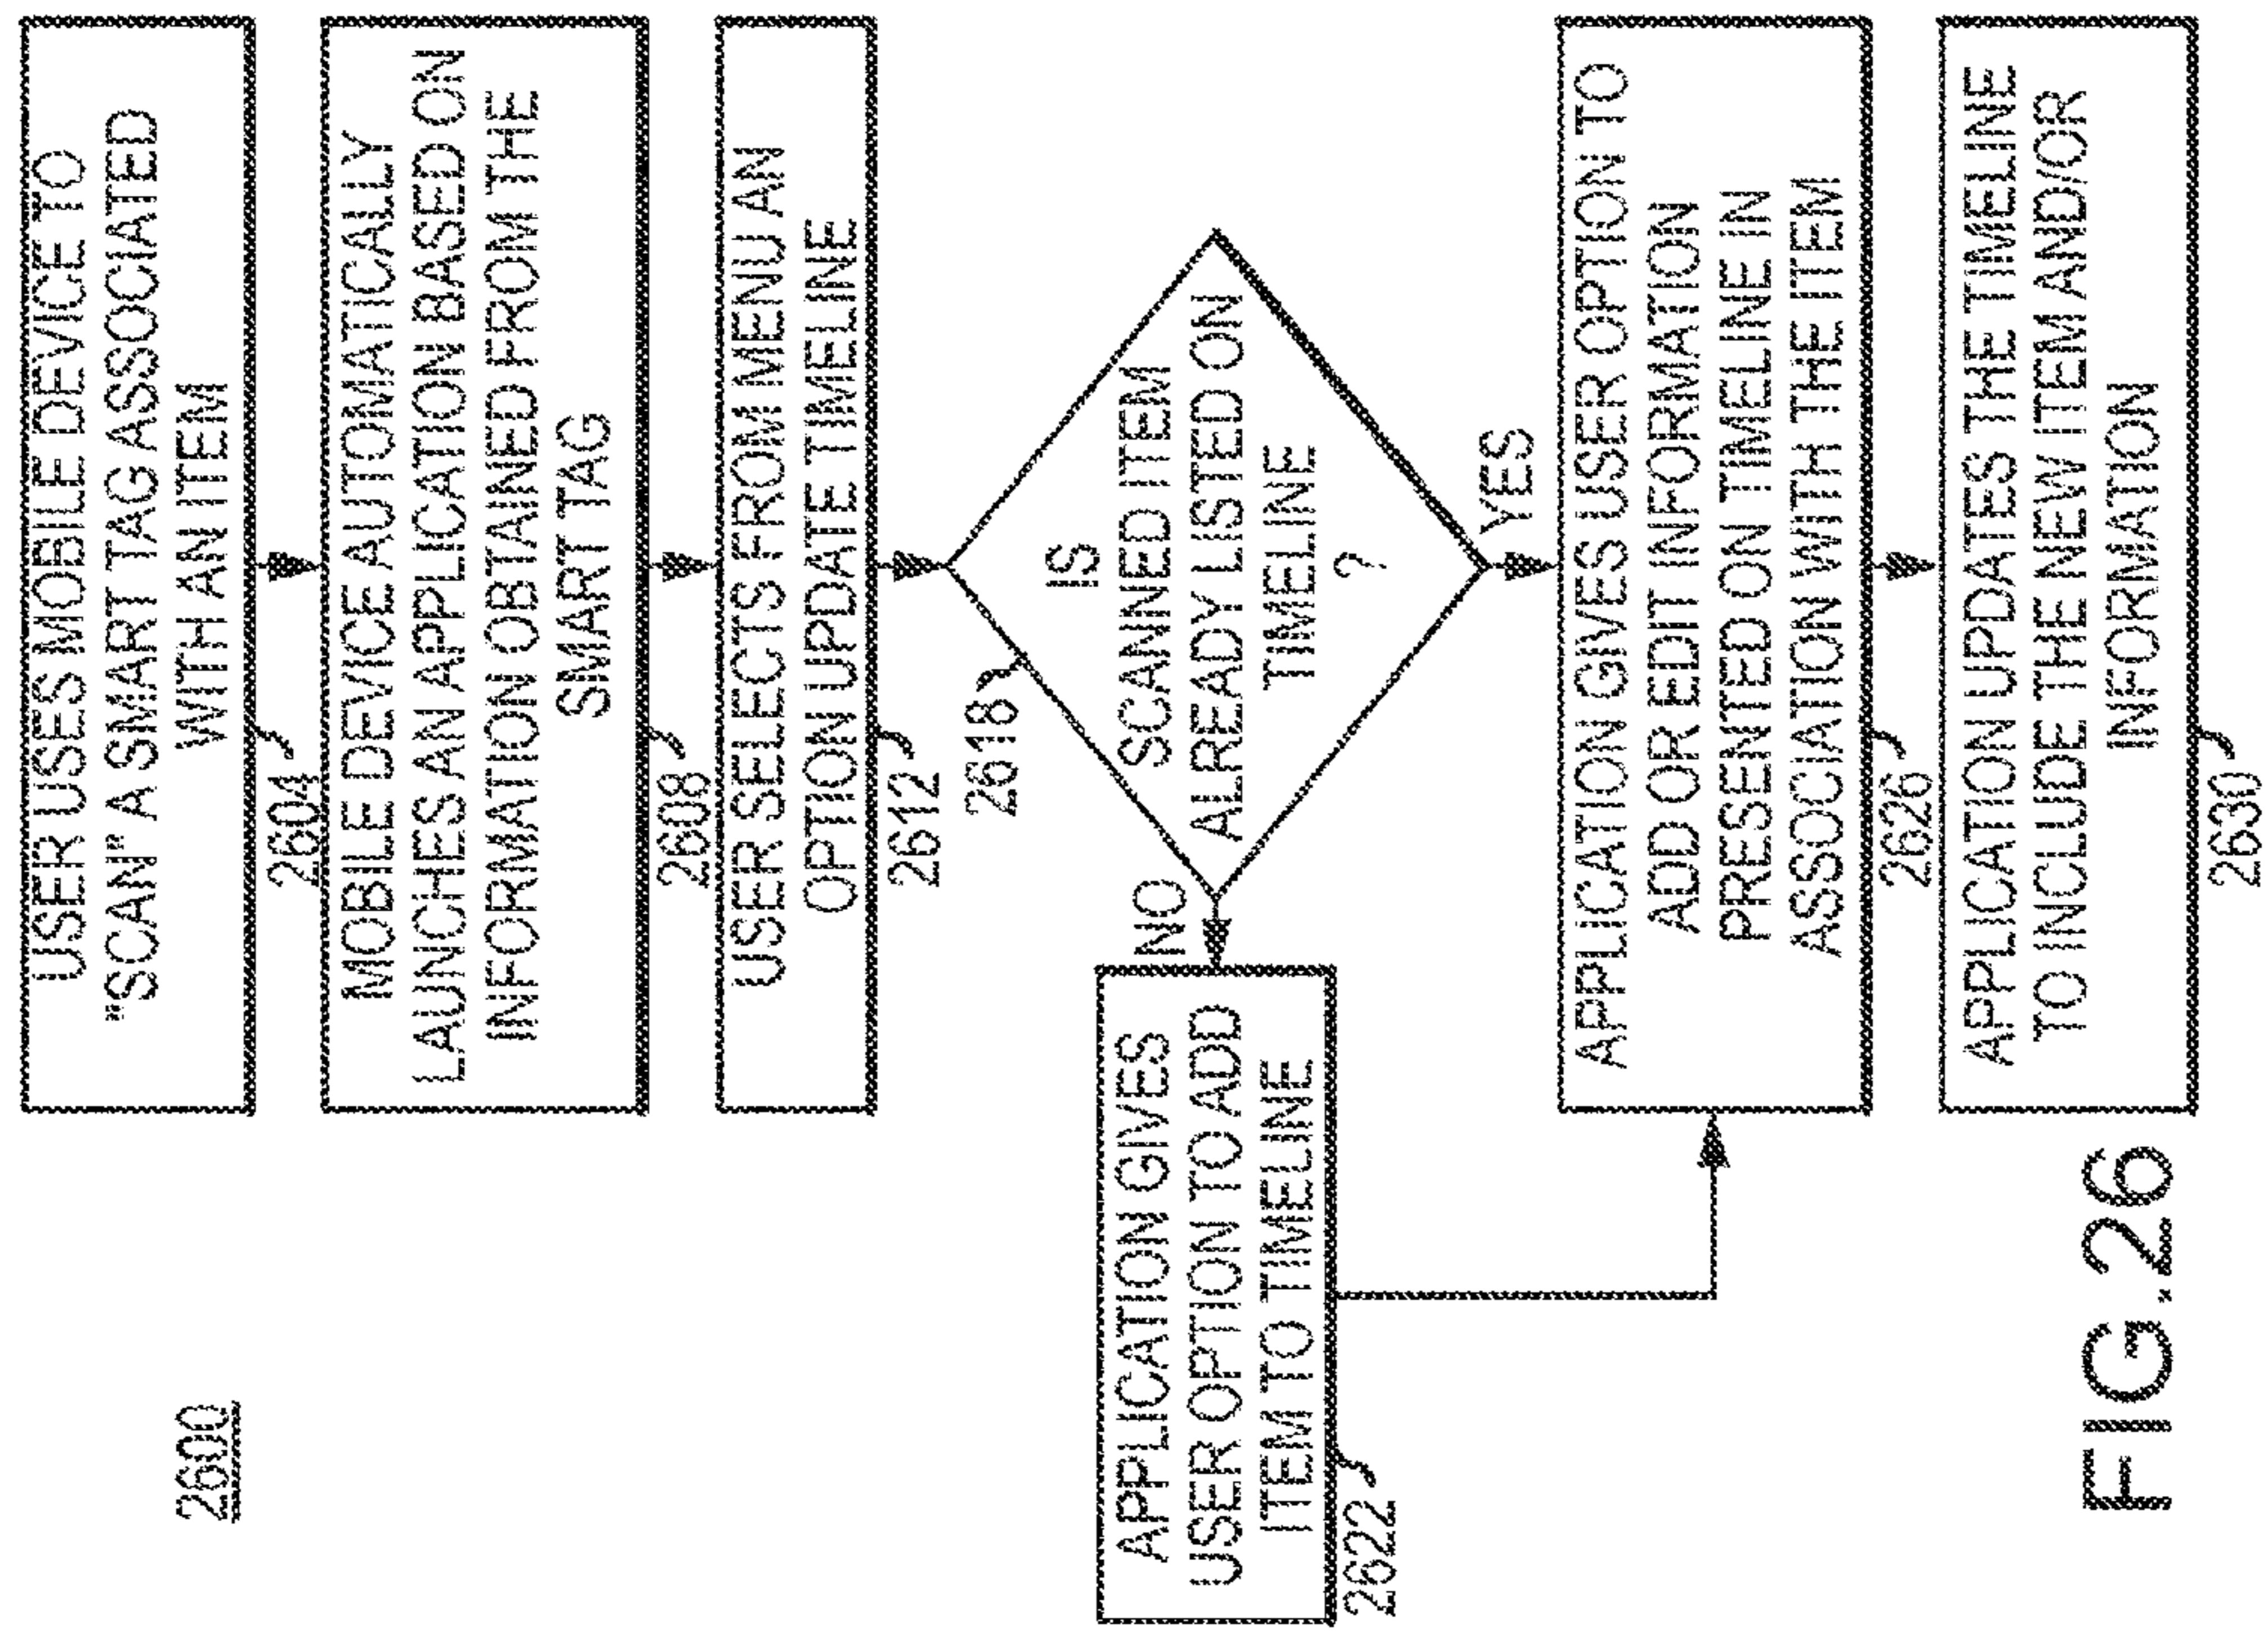 2600
USER USES MOBILE DEVICE TO
"SCAN" A SMART TAG ASSOCIATED
WITH AN ITEM
2604
MOBILE DEVICE AUTOMATICALLY
LAUNCHES AN APPLICATION BASED ON
INFORMATION OBTAINED FROM THE
SMART TAG
2608
USER SELECTS FROM MENU AN
OPTION UPDATE TIMELINE
2612
2618
IS
SCANNED ITEM
ALREADY LISTED ON
TIMELINE
?
NO
YES
APPLICATION GIVES
USER OPTION TO ADD
ITEM TO TIMELINE
2622
APPLICATION GIVES USER OPTION TO
ADD OR EDIT INFORMATION
PRESENTED ON TIMELINE IN
ASSOCIATION WITH THE ITEM
2626
APPLICATION UPDATES THE TIMELINE
TO INCLUDE THE NEW ITEM AND/OR
INFORMATION
2630
FIG.26